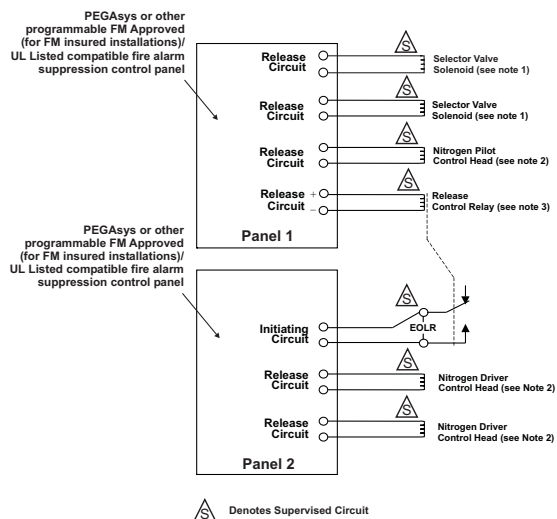 PEGAsys or other
programmable FM Approved
(for FM insured installations)/
UL Listed compatible fire alarm
suppression control panel
Release
Circuit
S
Selector Valve
Solenoid (see note 1)
Release
Circuit
S
Selector Valve
Solenoid (see note 1)
Release
Circuit
S
Nitrogen Pilot
Control Head (see note 2)
Release +
Circuit −
S
Release
Control Relay (see note 3)
Panel 1
PEGAsys or other
programmable FM Approved
(for FM insured installations)/
UL Listed compatible fire alarm
suppression control panel
Initiating
Circuit
S
EOLR
Release
Circuit
S
Nitrogen Driver
Control Head (see Note 2)
Release
Circuit
S
Nitrogen Driver
Control Head (see Note 2)
Panel 2
S Denotes Supervised Circuit